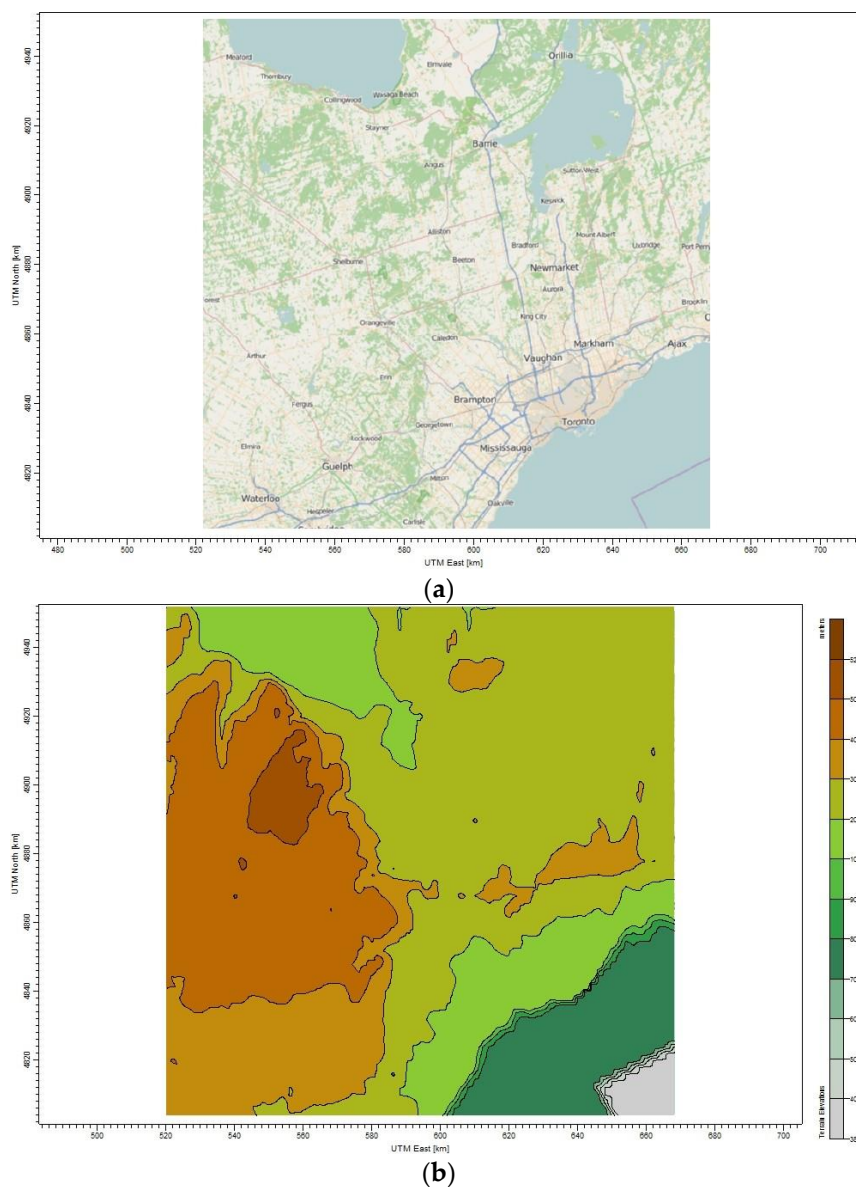 4940
4920
4900
4880
4860
4840
4820
UTM North [km]
Meaford
Thornbury
Collingwood
Wasaga Beach
Elmvale
Orillia
Stayner
Barrie
Angus
Sutton West
Keswick
Alliston
Bradford
Mount Albert
Uxbridge
Port Perry
Shelburne
Beeton
Newmarket
Aurora
Brooklin
King City
Orangeville
Caledon
Vaughan
Markham
Ajax
Arthur
Erin
Fergus
Brampton
Georgetown
Toronto
Elmira
Rockwood
Mississauga
Guelph
Milton
Waterloo
Hespeler
Oakville
Carlisle
480 500 520 540 560 580 600 620 640 660 680 700
UTM East [km]
(a)
4940
4920
4900
4880
4860
4840
4820
UTM North [km]
500 520 540 560 580 600 620 640 660 680 700
UTM East [km]
meters
Terrain Elevations
(b)